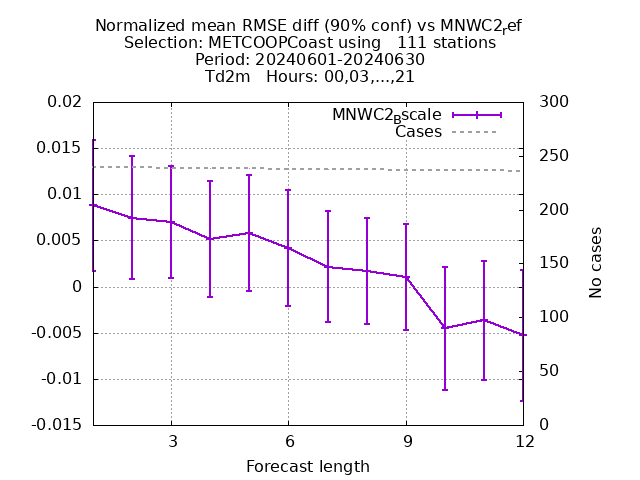 Normalized mean RMSE diff (90% conf) vs MNWC2ref
Selection: METCOOPCoast using   111 stations
Period: 20240601-20240630
Td2m   Hours: 00,03,...,21
MNWC2Bscale
Cases
0.02
0.015
0.01
0.005
0
-0.005
-0.01
-0.015
300
250
200
150
100
50
0
No cases
3 6 9 12
Forecast length